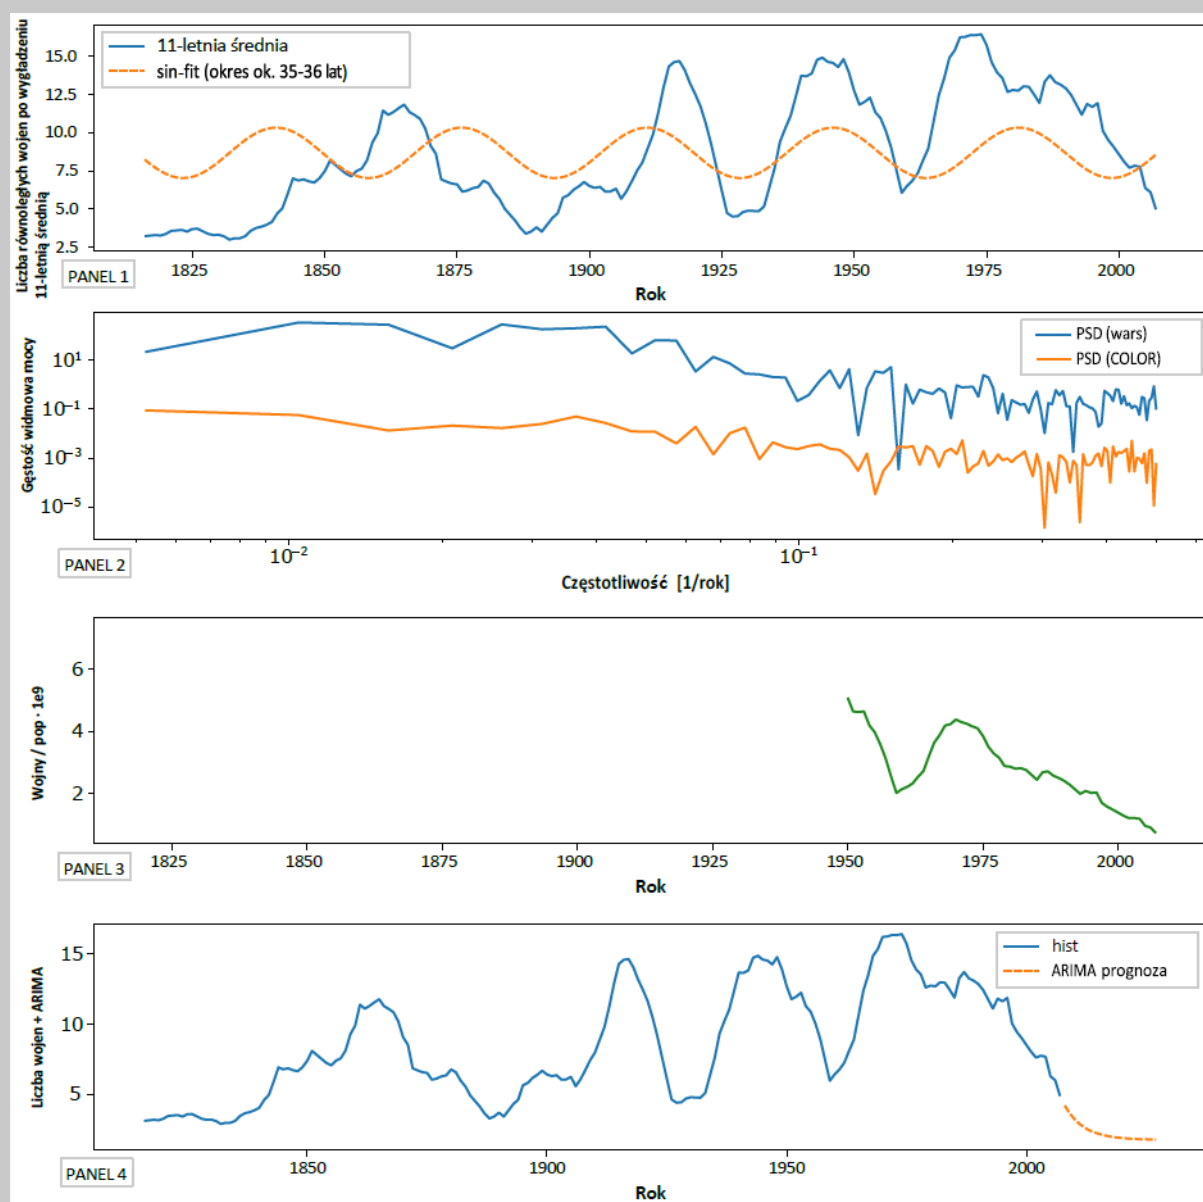 Liczba równoległych wojen po wygładzeniu
11-letnią średnią
15.0
12.5
10.0
7.5
5.0
2.5
11-letnia średnia
sin-fit (okres ok. 35-36 lat)
1825
1850
1875
1900
1925
1950
1975
2000
PANEL 1
Rok
Gęstość widmowa mocy
10¹
10⁻¹
10⁻³
10⁻⁵
PSD (wars)
PSD (COLOR)
10⁻²
10⁻¹
PANEL 2
Częstotliwość [1/rok]
Wojny / pop · 1e9
6
4
2
1825
1850
1875
1900
1925
1950
1975
2000
PANEL 3
Rok
Liczba wojen + ARIMA
15
10
5
hist
ARIMA prognoza
1850
1900
1950
2000
PANEL 4
Rok